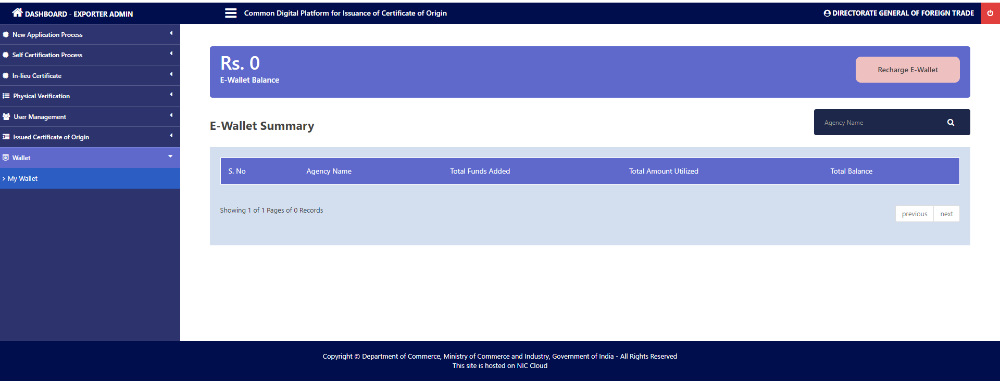 DASHBOARD - EXPORTER ADMIN
Common Digital Platform for Issuance of Certificate of Origin
DIRECTORATE GENERAL OF FOREIGN TRADE
New Application Process
Self Certification Process
In-lieu Certificate
Physical Verification
User Management
Issued Certificate of Origin
Wallet
My Wallet
Rs. 0
E-Wallet Balance
Recharge E-Wallet
E-Wallet Summary
Agency Name
S. No Agency Name Total Funds Added Total Amount Utilized Total Balance
Showing 1 of 1 Pages of 0 Records
previous next
Copyright © Department of Commerce, Ministry of Commerce and Industry, Government of India - All Rights Reserved
This site is hosted on NIC Cloud